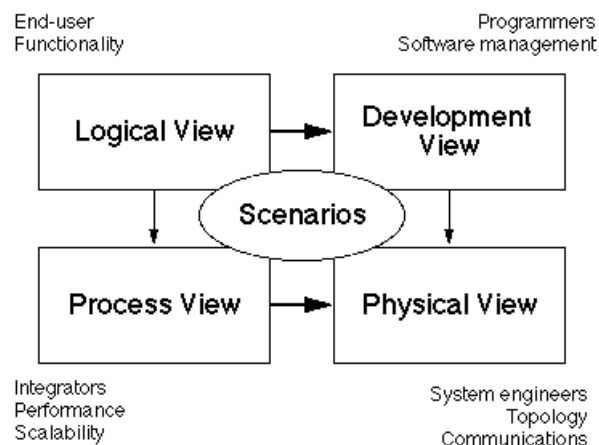 End-user
Functionality
Programmers
Software management
Logical View
Development
View
Scenarios
Process View
Physical View
Integrators
Performance
Scalability
System engineers
Topology
Communications